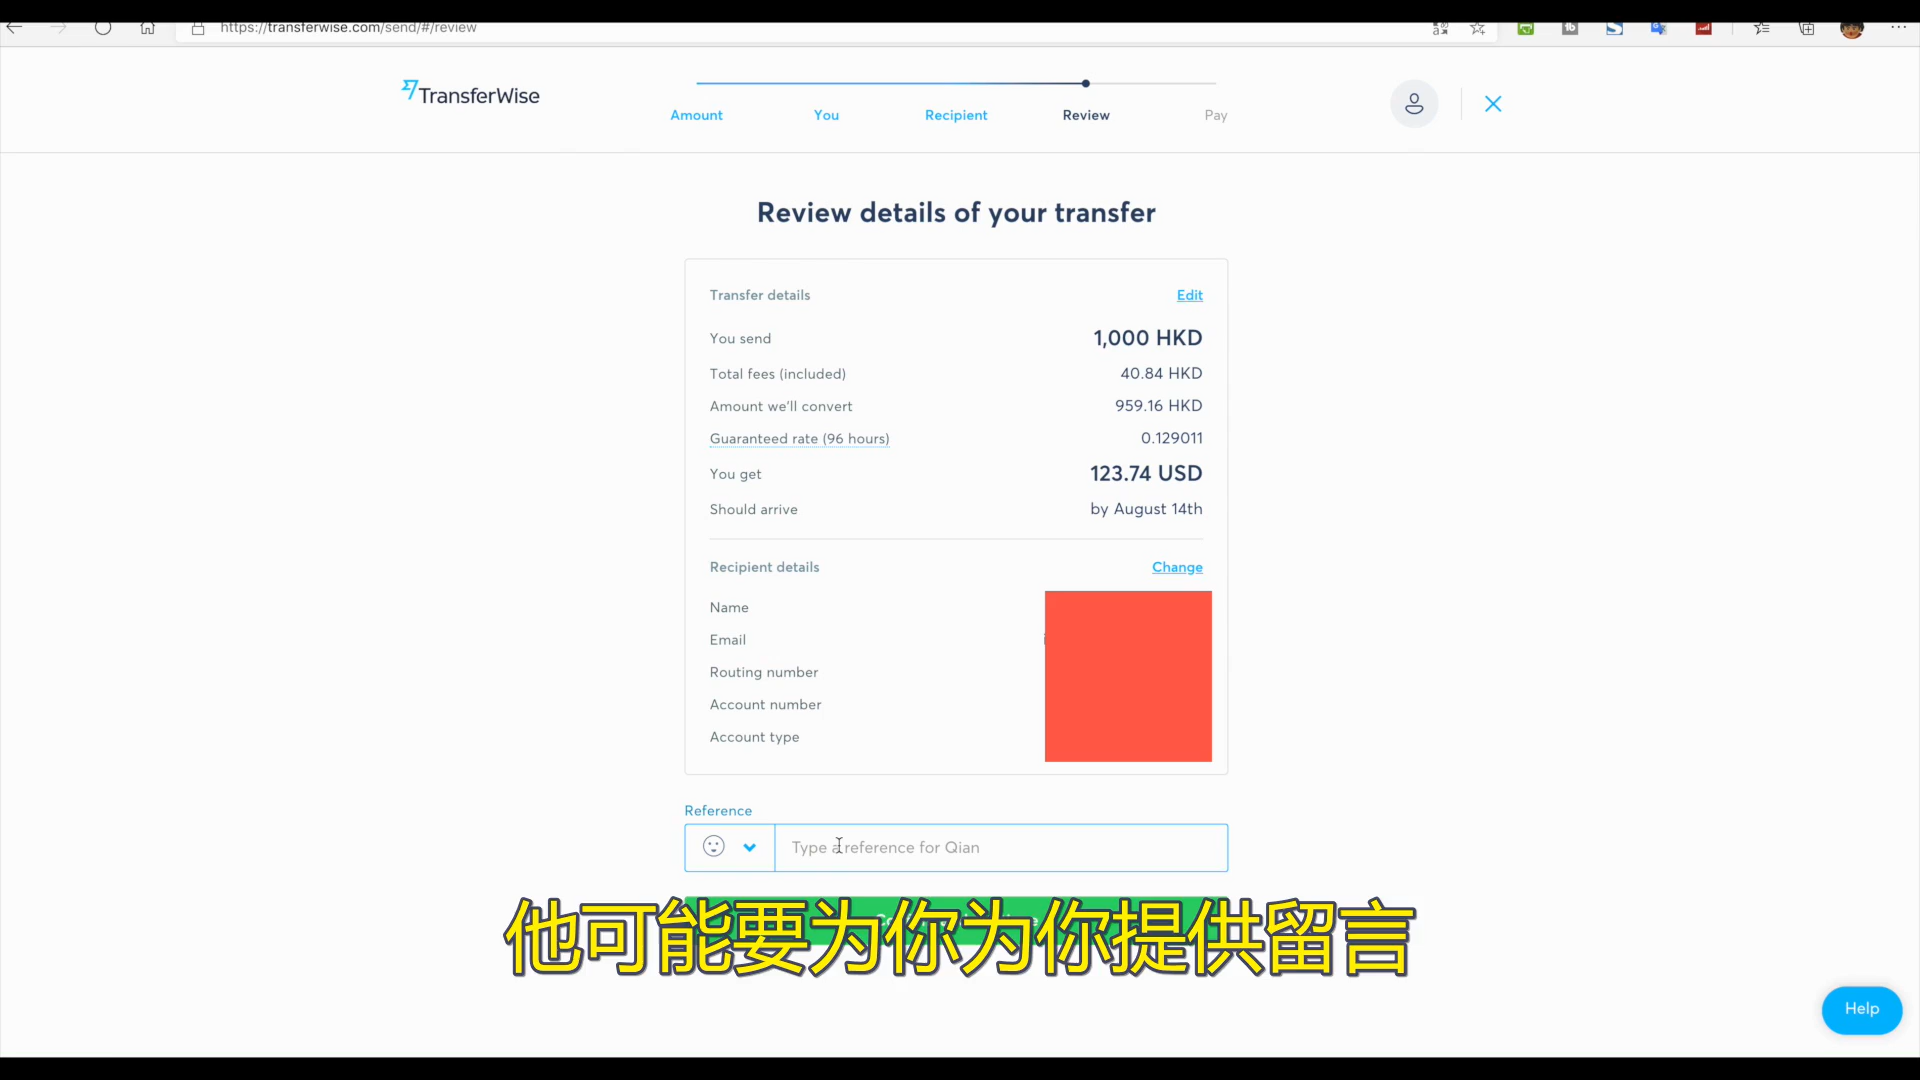 https://transferwise.com/send/#/review
TransferWise
Amount
You
Recipient
Review
Pay
Review details of your transfer
Transfer details
Edit
You send
1,000 HKD
Total fees (included)
40.84 HKD
Amount we'll convert
959.16 HKD
Guaranteed rate (96 hours)
0.129011
You get
123.74 USD
Should arrive
by August 14th
Recipient details
Change
Name
Email
Routing number
Account number
Account type
Reference
Type a reference for Qian
他可能要为你为你提供留言
Help